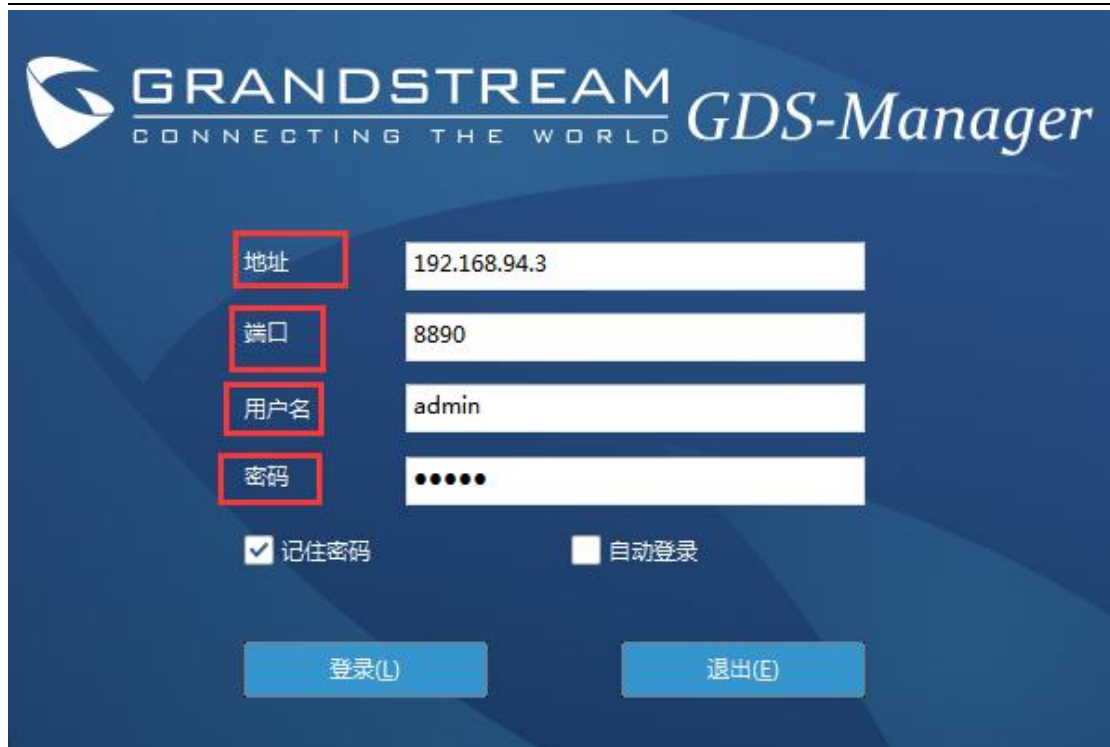 GRANDSTREAM
CONNECTING THE WORLD
GDS-Manager
地址 192.168.94.3
端口 8890
用户名 admin
密码 •••••
记住密码 自动登录
登录(L) 退出(E)